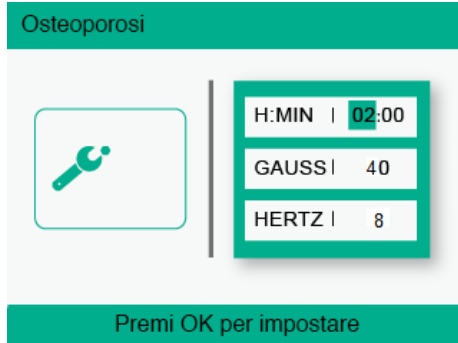 Osteoporosi
H:MIN | 02:00
GAUSS | 40
HERTZ | 8
Premi OK per impostare